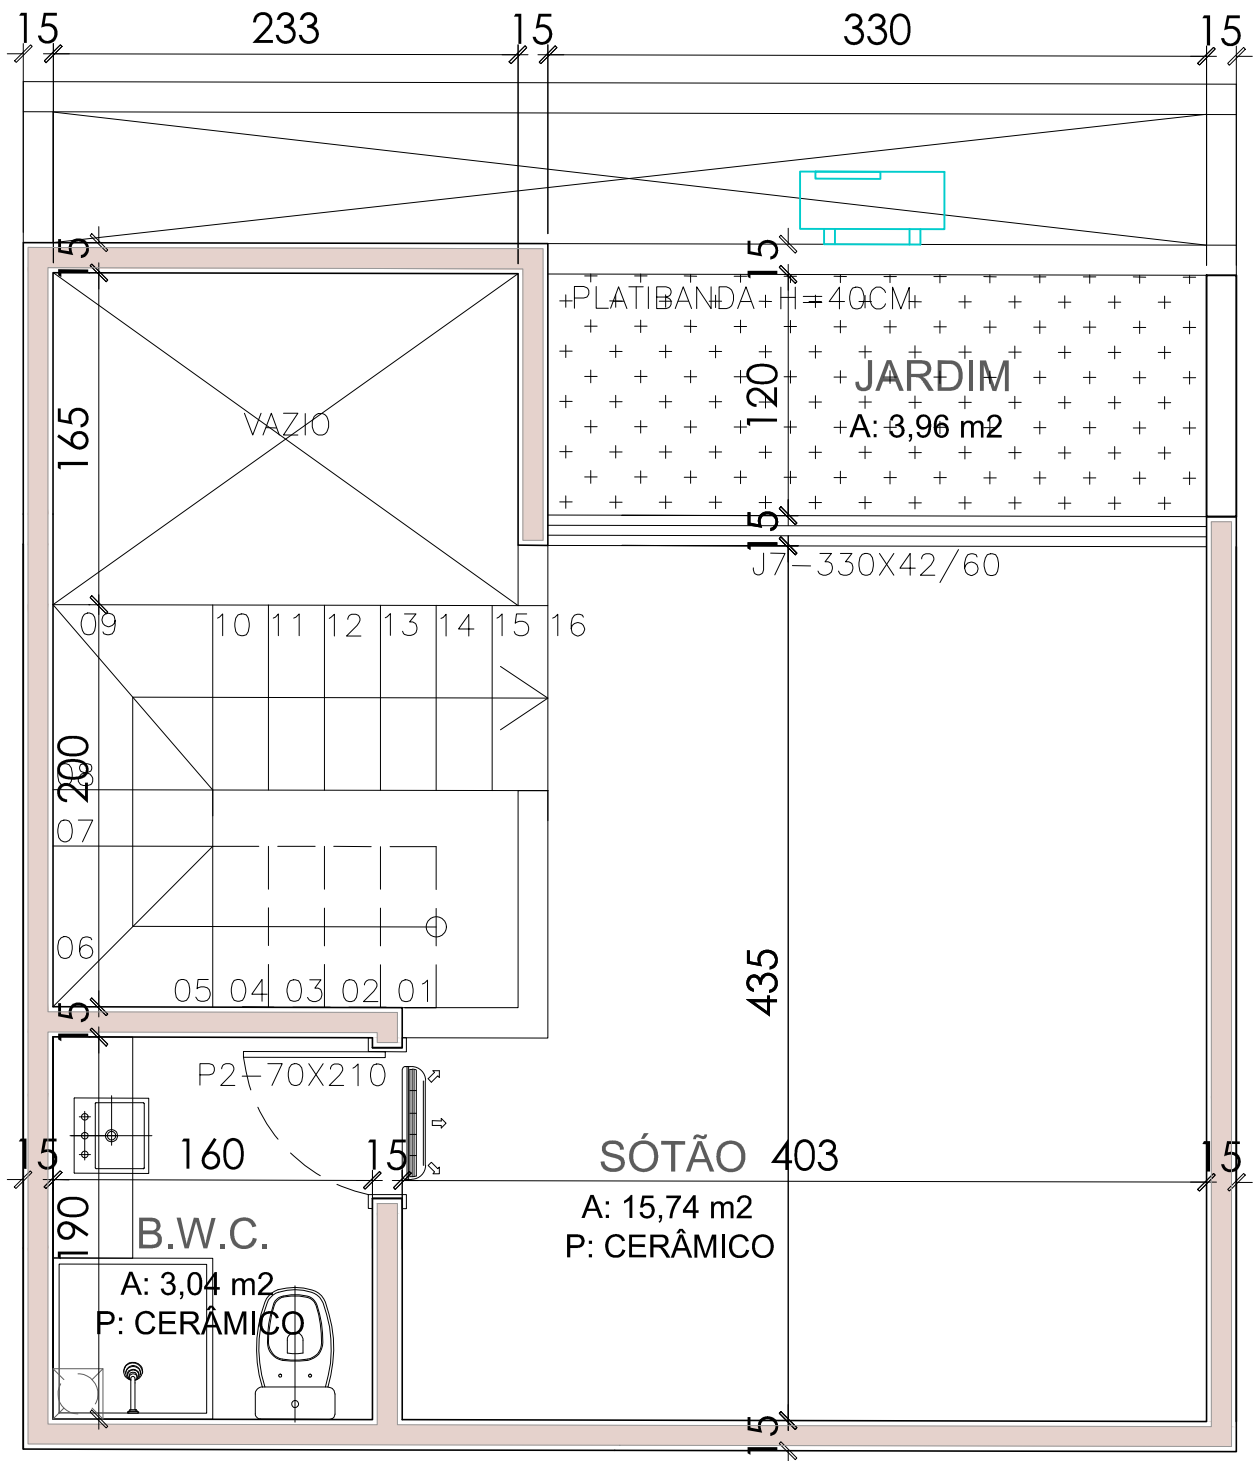 15 233 15 330 15
15
15
PLATIBANDA H=40CM
JARDIM
A: 3,96 m2
120
165
VAZIO
15
J7-330X42/60
09 10 11 12 13 14 15 16
200
08
07
06
05 04 03 02 01
435
15
P2-70X210
15 160 15 SÓTÃO 403 15
A: 15,74 m2
P: CERÂMICO
190
B.W.C.
A: 3,04 m2
P: CERÂMICO
15